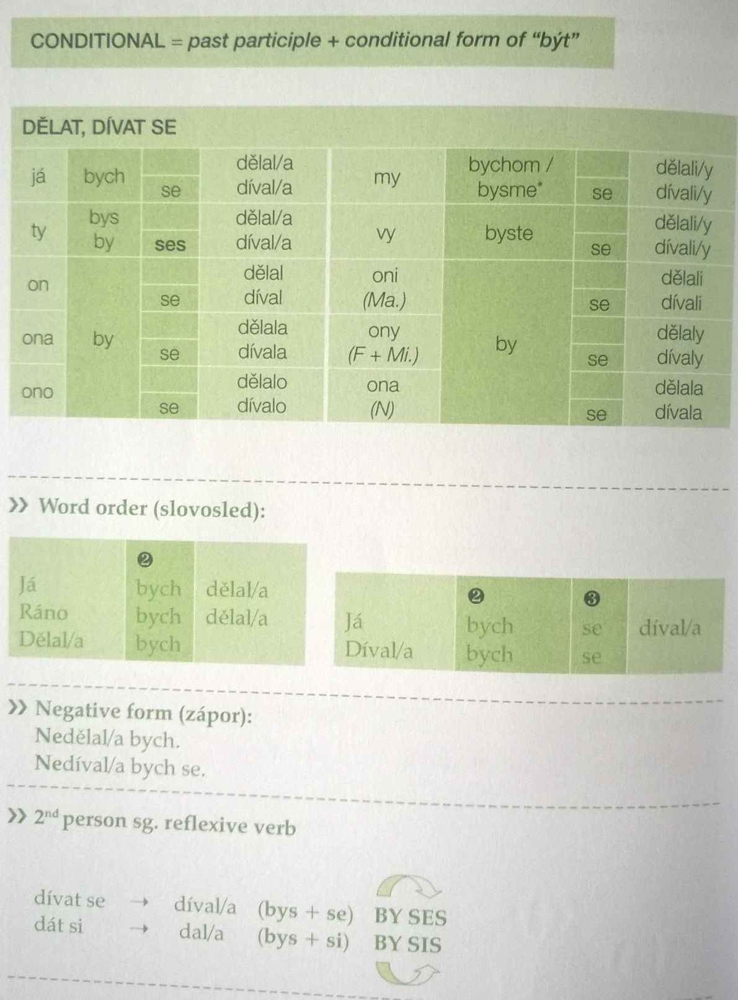 CONDITIONAL = past participle + conditional form of “být”
DĚLAT, DÍVAT SE
já bych dělal/a my bychom / dělali/y
se díval/a bysme* se dívali/y
ty bys dělal/a vy byste dělali/y
by ses díval/a se dívali/y
on by dělal oni by dělali
se díval (Ma.) se dívali
ona dělala ony dělaly
se dívala (F + Mi.) se dívaly
ono dělalo ona dělala
se dívalo (N) se dívala
›› Word order (slovosled):
❷
Já bych dělal/a
Ráno bych dělal/a
Dělal/a bych
❷ ❸
Já bych se díval/a
Díval/a bych se
›› Negative form (zápor):
Nedělal/a bych.
Nedíval/a bych se.
›› 2nd person sg. reflexive verb
dívat se → díval/a (bys + se) BY SES
dát si → dal/a (bys + si) BY SIS